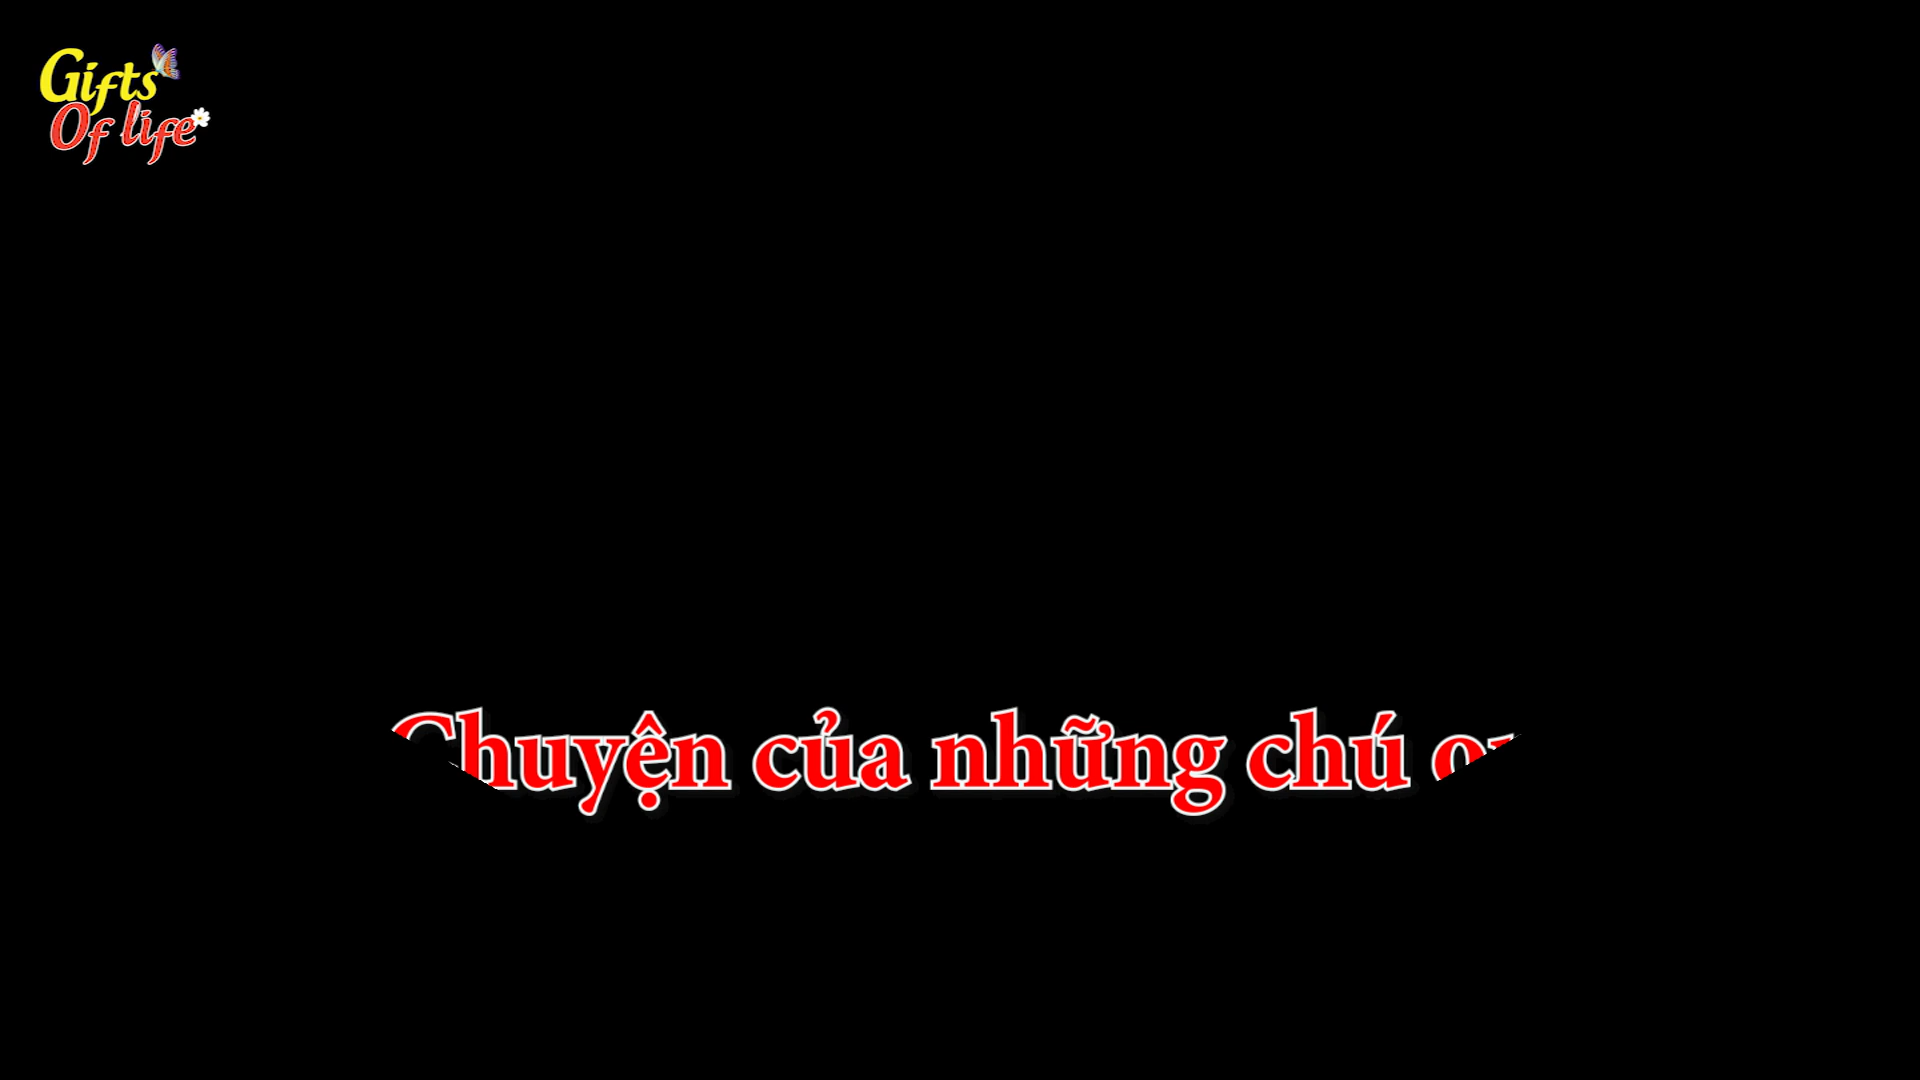 Gifts
Of life
Chuyện của những chú